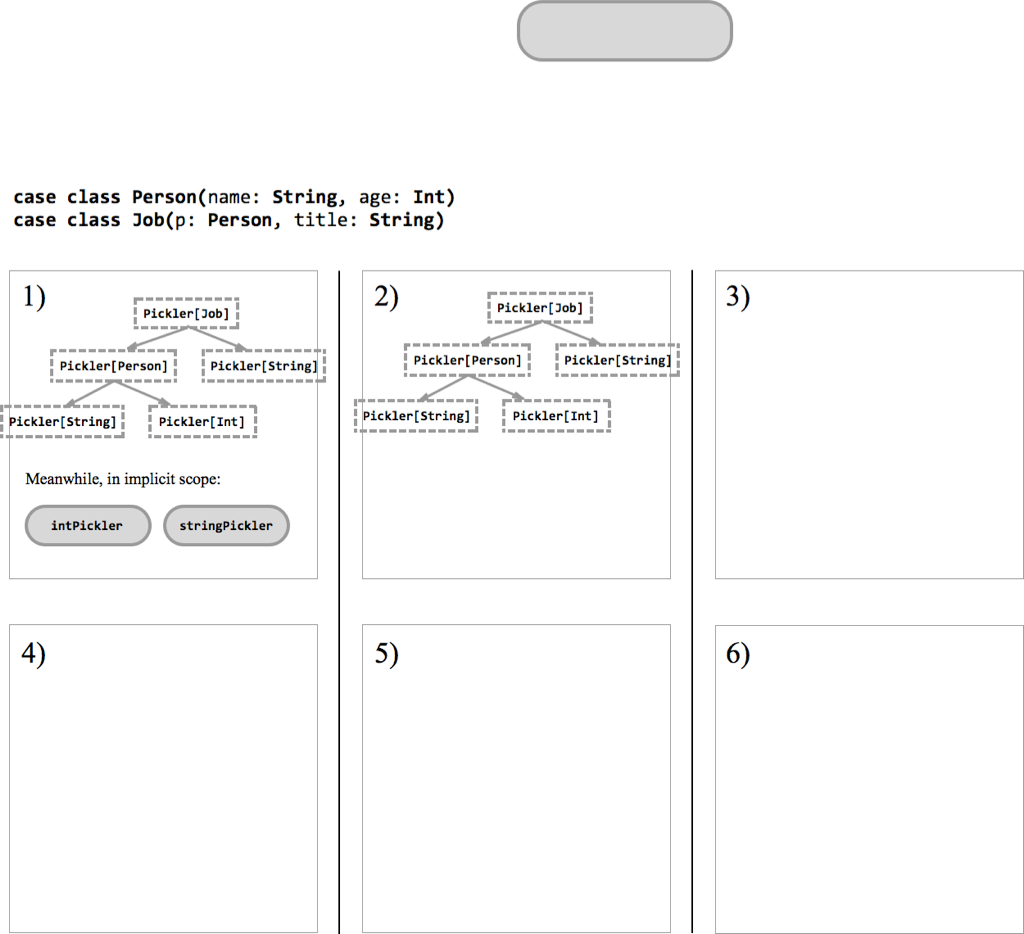 case class Person(name: String, age: Int)
case class Job(p: Person, title: String)
1)
Pickler[Job]
Pickler[Person] Pickler[String]
Pickler[String] Pickler[Int]
Meanwhile, in implicit scope:
intPickler stringPickler
2)
Pickler[Job]
Pickler[Person] Pickler[String]
Pickler[String] Pickler[Int]
3)
4)
5)
6)